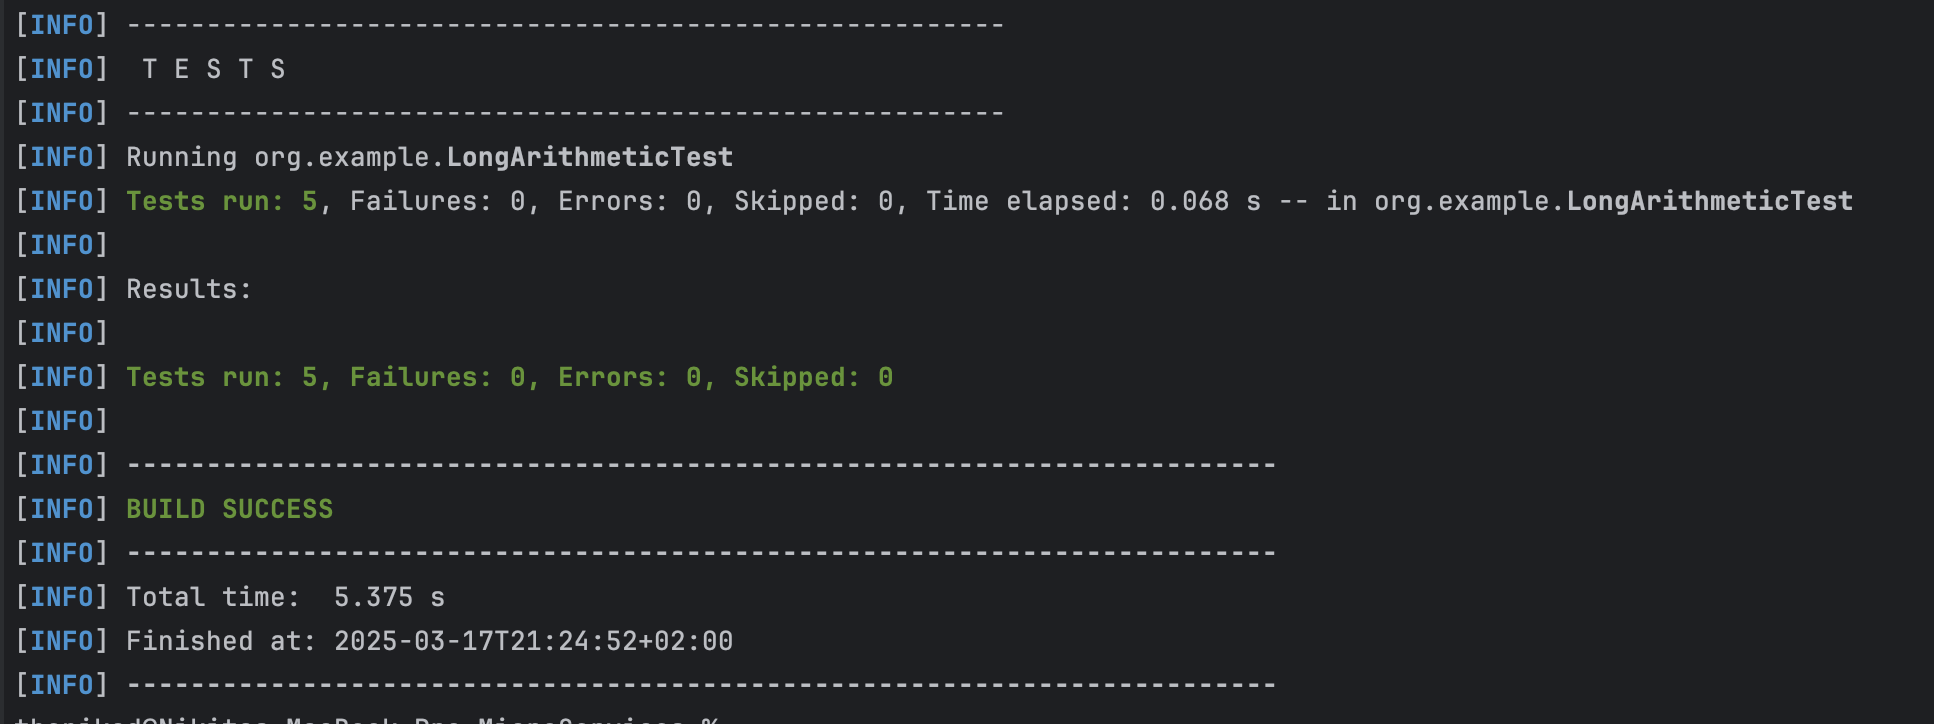 [INFO] -------------------------------------------------------
[INFO]  T E S T S
[INFO] -------------------------------------------------------
[INFO] Running org.example.LongArithmeticTest
[INFO] Tests run: 5, Failures: 0, Errors: 0, Skipped: 0, Time elapsed: 0.068 s -- in org.example.LongArithmeticTest
[INFO]
[INFO] Results:
[INFO]
[INFO] Tests run: 5, Failures: 0, Errors: 0, Skipped: 0
[INFO]
[INFO] ------------------------------------------------------------------------
[INFO] BUILD SUCCESS
[INFO] ------------------------------------------------------------------------
[INFO] Total time:  5.375 s
[INFO] Finished at: 2025-03-17T21:24:52+02:00
[INFO] ------------------------------------------------------------------------